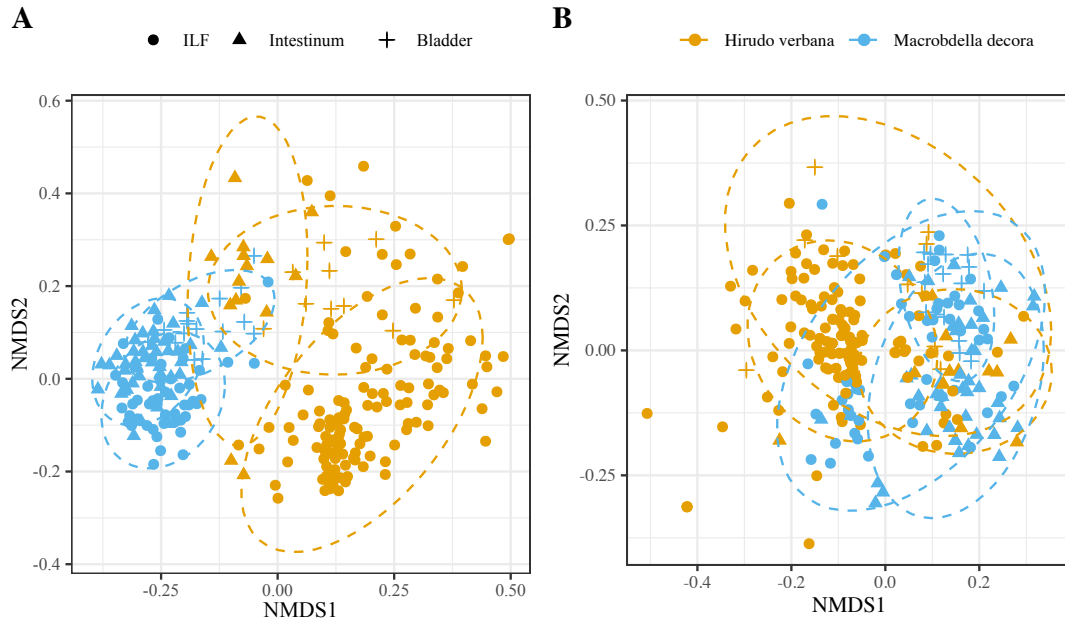 A
ILF Intestinum Bladder
0.6
0.4
0.2
0.0
-0.2
-0.4
NMDS2
-0.25 0.00 0.25 0.50
NMDS1
B
Hirudo verbana Macrobdella decora
0.50
0.25
0.00
-0.25
NMDS2
-0.4 -0.2 0.0 0.2
NMDS1